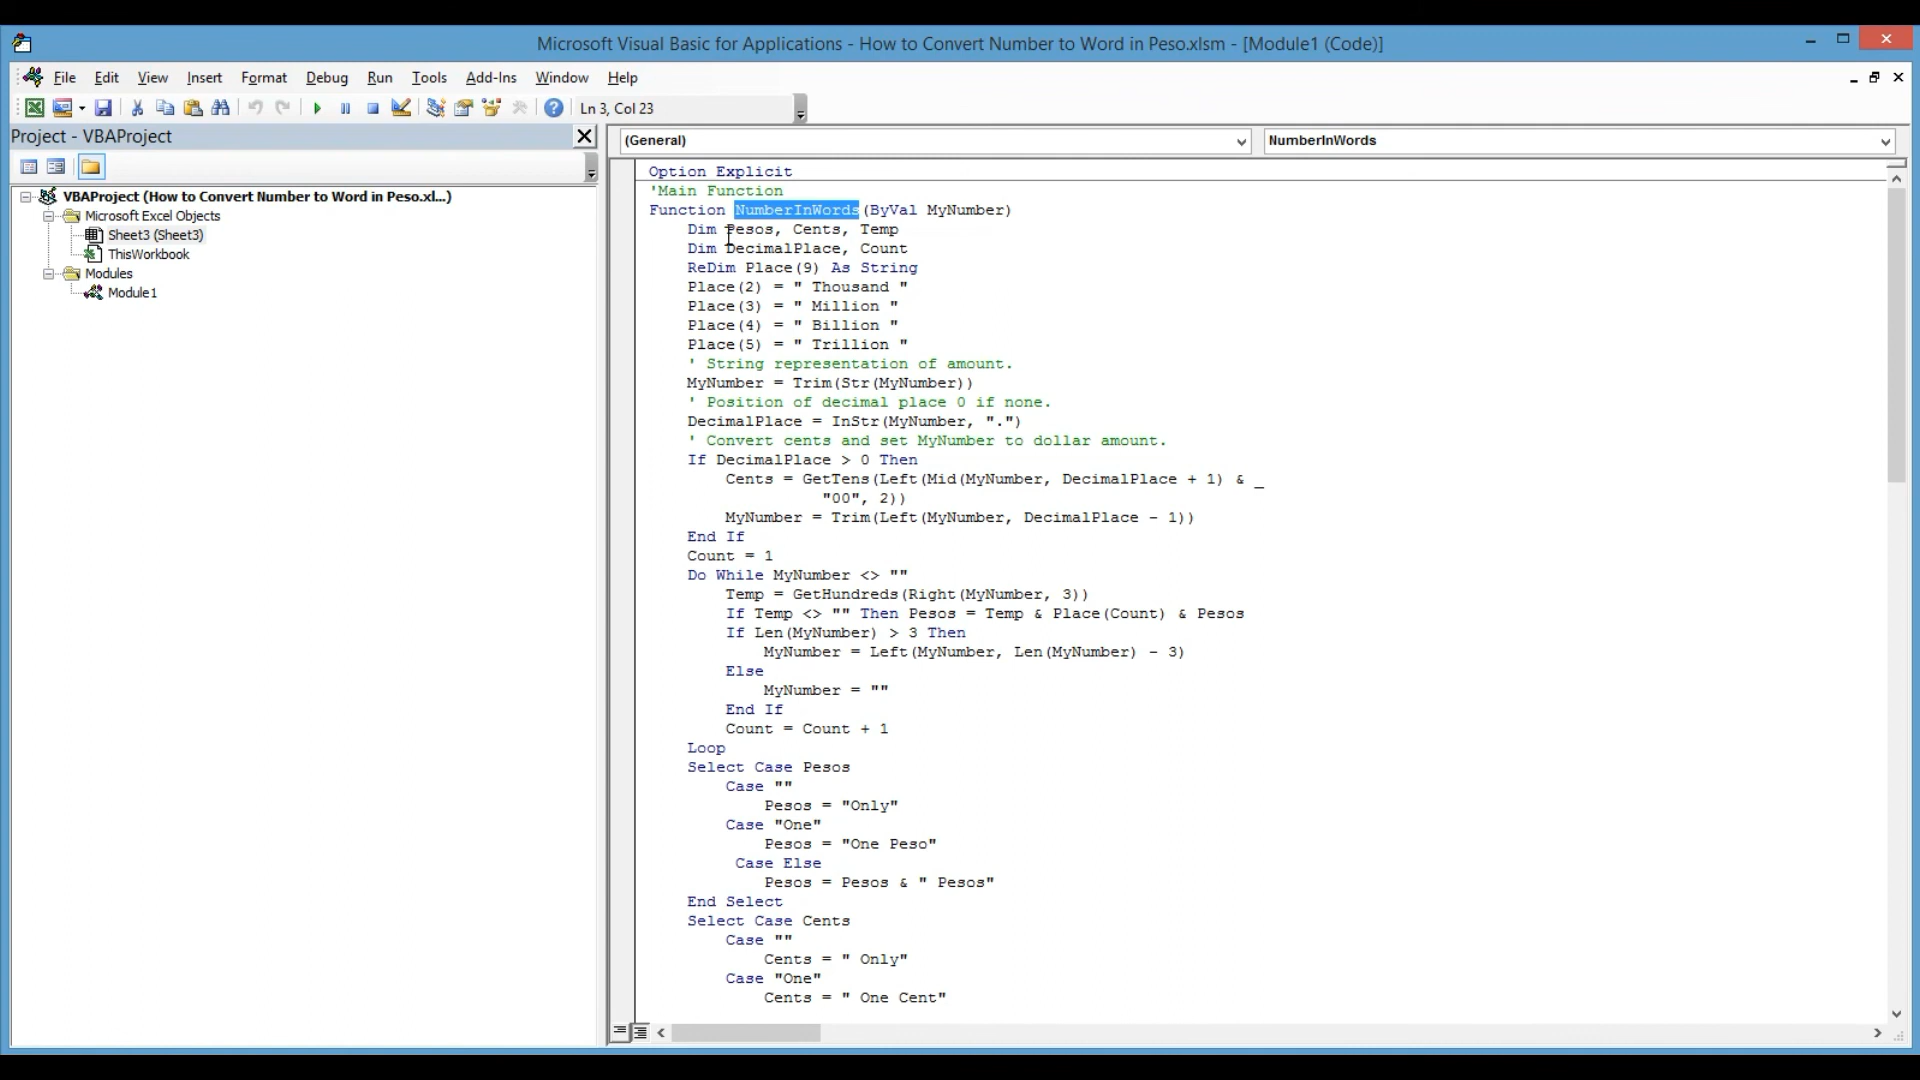 Microsoft Visual Basic for Applications - How to Convert Number to Word in Peso.xlsm - [Module1 (Code)]
File Edit View Insert Format Debug Run Tools Add-Ins Window Help
Ln 3, Col 23
Project - VBAProject
(General) NumberInWords
VBAProject (How to Convert Number to Word in Peso.xl...)
Microsoft Excel Objects
Sheet3 (Sheet3)
ThisWorkbook
Modules
Module1
Option Explicit
'Main Function
Function NumberInWords(ByVal MyNumber)
Dim Pesos, Cents, Temp
Dim DecimalPlace, Count
ReDim Place(9) As String
Place(2) = " Thousand "
Place(3) = " Million "
Place(4) = " Billion "
Place(5) = " Trillion "
' String representation of amount.
MyNumber = Trim(Str(MyNumber))
' Position of decimal place 0 if none.
DecimalPlace = InStr(MyNumber, ".")
' Convert cents and set MyNumber to dollar amount.
If DecimalPlace > 0 Then
Cents = GetTens(Left(Mid(MyNumber, DecimalPlace + 1) & _
"00", 2))
MyNumber = Trim(Left(MyNumber, DecimalPlace - 1))
End If
Count = 1
Do While MyNumber <> ""
Temp = GetHundreds(Right(MyNumber, 3))
If Temp <> "" Then Pesos = Temp & Place(Count) & Pesos
If Len(MyNumber) > 3 Then
MyNumber = Left(MyNumber, Len(MyNumber) - 3)
Else
MyNumber = ""
End If
Count = Count + 1
Loop
Select Case Pesos
Case ""
Pesos = "Only"
Case "One"
Pesos = "One Peso"
Case Else
Pesos = Pesos & " Pesos"
End Select
Select Case Cents
Case ""
Cents = " Only"
Case "One"
Cents = " One Cent"